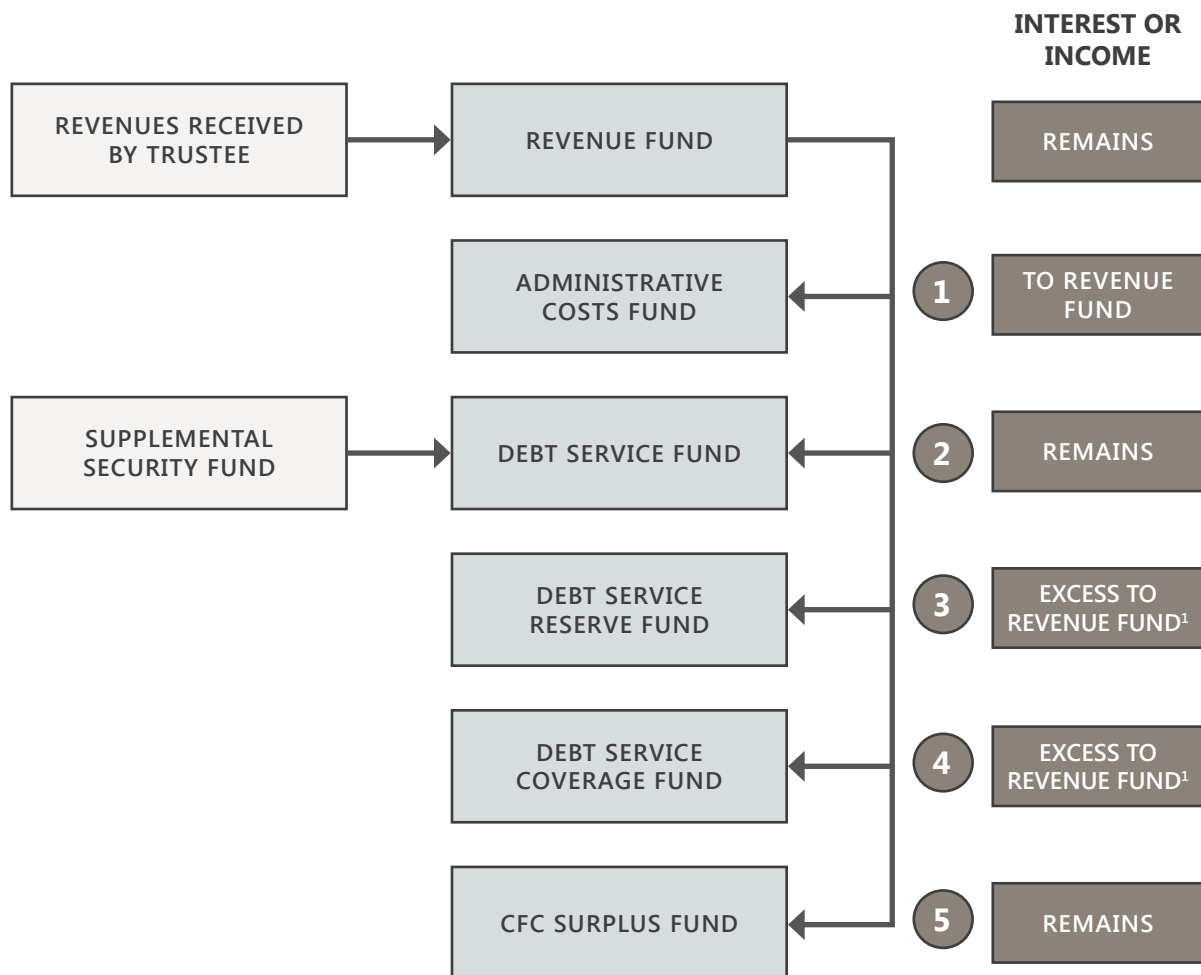 INTEREST OR
INCOME
REVENUES RECEIVED
BY TRUSTEE
REVENUE FUND
REMAINS
ADMINISTRATIVE
COSTS FUND
1
TO REVENUE
FUND
SUPPLEMENTAL
SECURITY FUND
DEBT SERVICE FUND
2
REMAINS
DEBT SERVICE
RESERVE FUND
3
EXCESS TO
REVENUE FUND¹
DEBT SERVICE
COVERAGE FUND
4
EXCESS TO
REVENUE FUND¹
CFC SURPLUS FUND
5
REMAINS